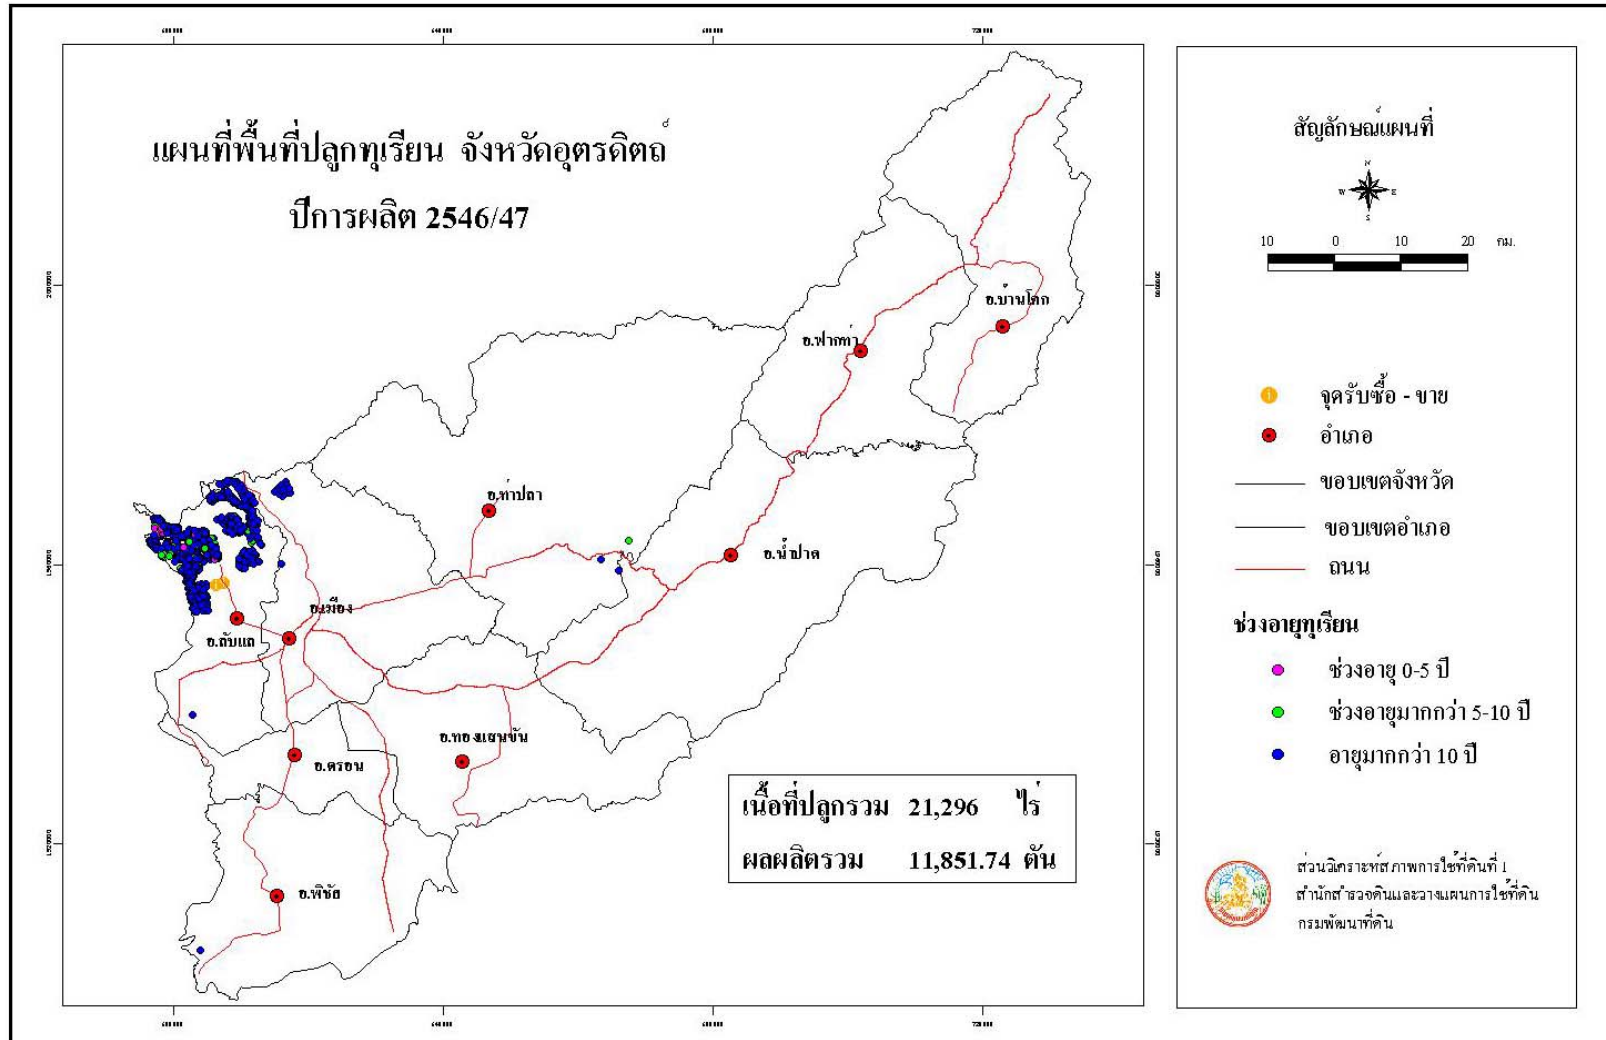 แผนที่พื้นที่ปลูกทุเรียน จังหวัดอุตรดิตถ์
ปีการผลิต 2546/47
อ.บ้านโคก
อ.ฟากท่า
อ.ท่าปลา
อ.น้ำปาด
อ.เมือง
อ.ลับแล
อ.ทองแสนขัน
อ.ตรอน
อ.พิชัย
เนื้อที่ปลูกรวม 21,296 ไร่
ผลผลิตรวม 11,851.74 ตัน
สัญลักษณ์แผนที่
N
W E
S
10 0 10 20 กม.
จุดรับซื้อ - ขาย
อำเภอ
ขอบเขตจังหวัด
ขอบเขตอำเภอ
ถนน
ช่วงอายุทุเรียน
ช่วงอายุ 0-5 ปี
ช่วงอายุมากกว่า 5-10 ปี
อายุมากกว่า 10 ปี
ส่วนวิเคราะห์สภาพการใช้ที่ดินที่ 1
สำนักสำรวจดินและวางแผนการใช้ที่ดิน
กรมพัฒนาที่ดิน